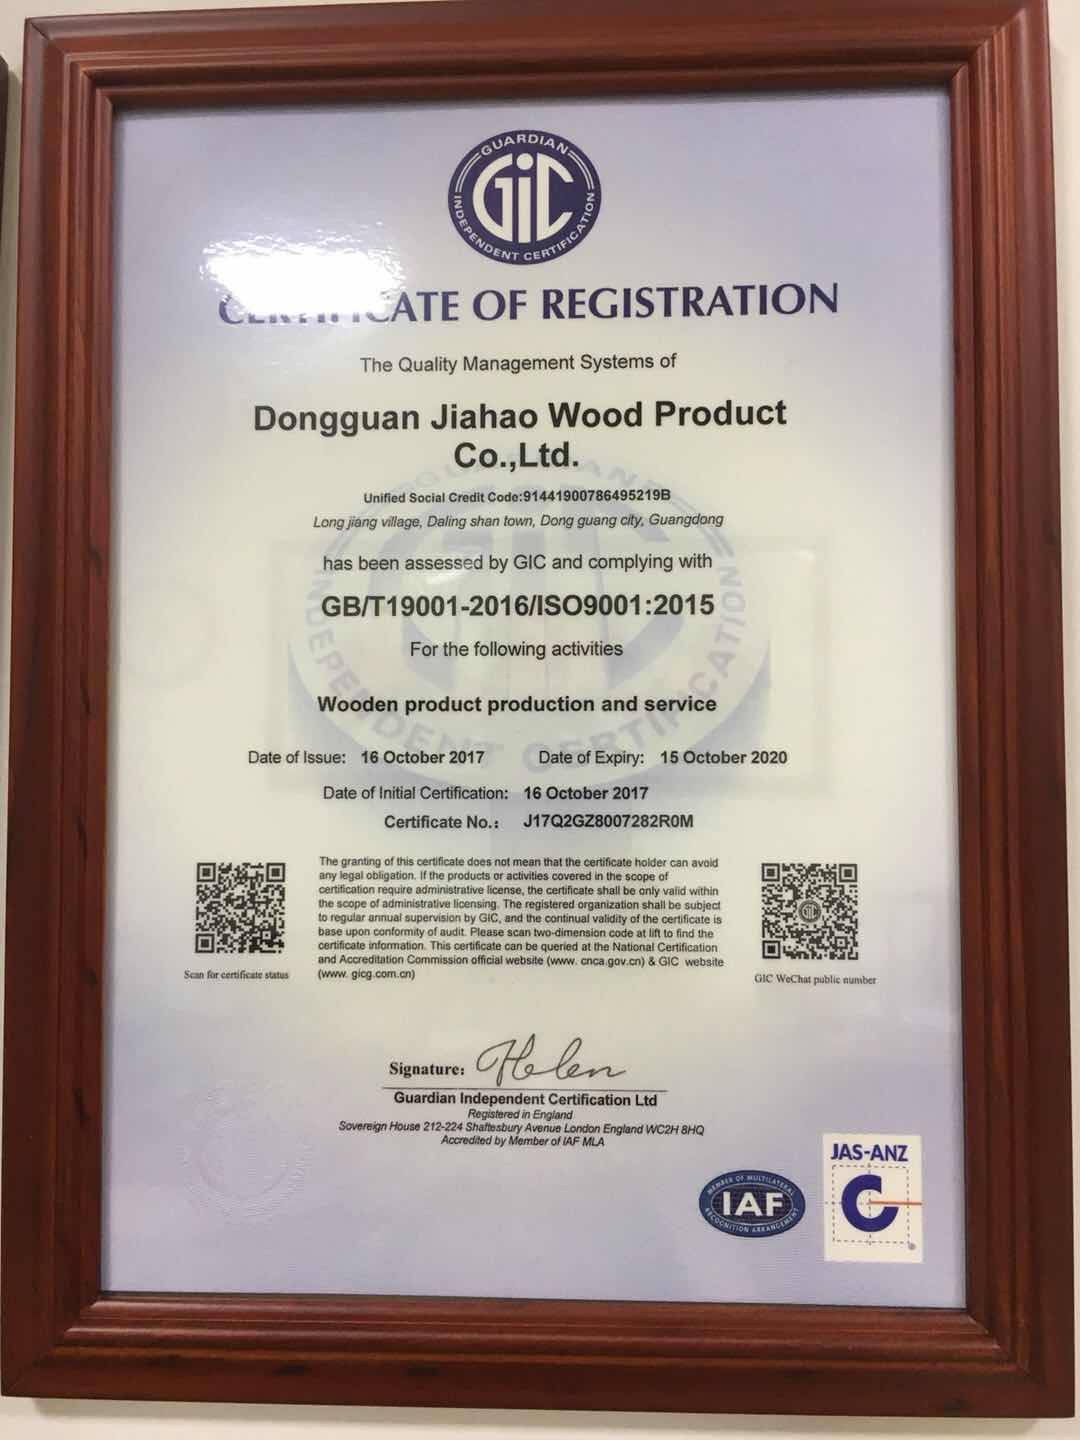 GUARDIAN
GiC
INDEPENDENT CERTIFICATION
CERTIFICATE OF REGISTRATION
The Quality Management Systems of
Dongguan Jiahao Wood Product
Co.,Ltd.
Unified Social Credit Code:91441900786495219B
Long jiang village, Daling shan town, Dong guang city, Guangdong
has been assessed by GIC and complying with
GB/T19001-2016/ISO9001:2015
For the following activities
Wooden product production and service
Date of Issue: 16 October 2017 Date of Expiry: 15 October 2020
Date of Initial Certification: 16 October 2017
Certificate No.: J17Q2GZ8007282R0M
The granting of this certificate does not mean that the certificate holder can avoid
any legal obligation. If the products or activities covered in the scope of
certification require administrative license, the certificate shall be only valid within
the scope of administrative licensing. The registered organization shall be subject
to regular annual supervision by GIC, and the continual validity of the certificate is
base upon conformity of audit. Please scan two-dimension code at lift to find the
certificate information. This certificate can be queried at the National Certification
and Accreditation Commission official website (www. cnca.gov.cn) & GIC website
(www. gicg.com.cn)
Scan for certificate status
GIC
GIC WeChat public number
Signature: Helen
Guardian Independent Certification Ltd
Registered in England
Sovereign House 212-224 Shaftesbury Avenue London England WC2H 8HQ
Accredited by Member of IAF MLA
MEMBER OF MULTILATERAL
IAF
RECOGNITION ARRANGEMENT
JAS-ANZ